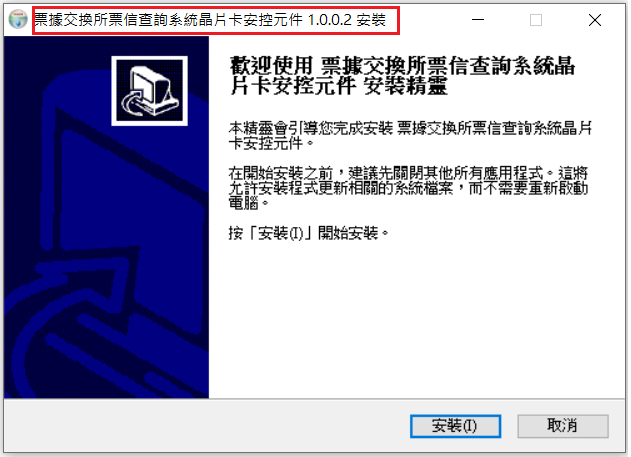 票據交換所票信查詢系統晶片卡安控元件 1.0.0.2 安裝
歡迎使用 票據交換所票信查詢系統晶
片卡安控元件 安裝精靈
本精靈會引導您完成安裝 票據交換所票信查詢系統晶片
卡安控元件。
在開始安裝之前，建議先關閉其他所有應用程式。這將
允許安裝程式更新相關的系統檔案，而不需要重新啟動
電腦。
按「安裝(I)」開始安裝。
安裝(I)
取消